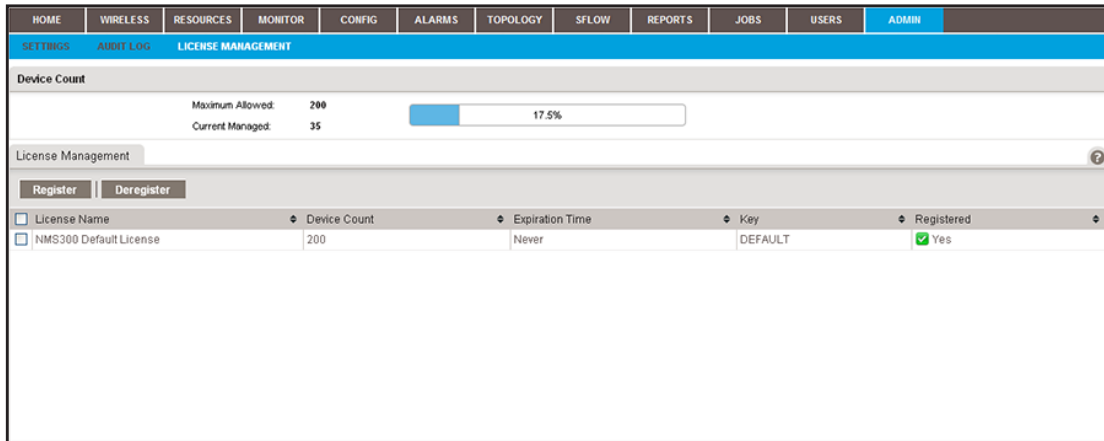 HOME WIRELESS RESOURCES MONITOR CONFIG ALARMS TOPOLOGY SFLOW REPORTS JOBS USERS ADMIN
SETTINGS AUDIT LOG LICENSE MANAGEMENT
Device Count
Maximum Allowed: 200
17.5%
Current Managed: 35
License Management ?
Register Deregister
License Name Device Count Expiration Time Key Registered
NMS300 Default License 200 Never DEFAULT Yes